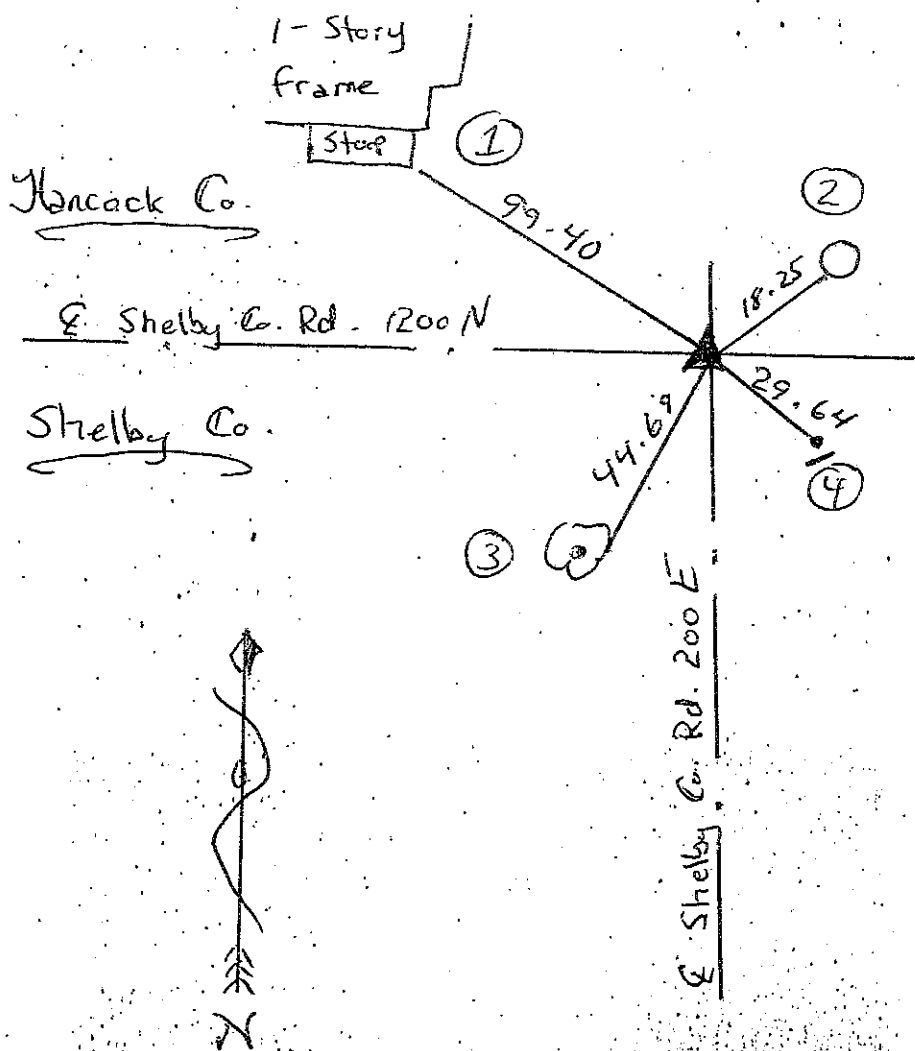 1-Story
frame
Stoop
①
Hancock Co.
99.40
②
18.25
℄ Shelby Co. Rd. 1200 N
Shelby Co.
29.64
44.69
④
③
℄ Shelby Co. Rd. 200 E
N